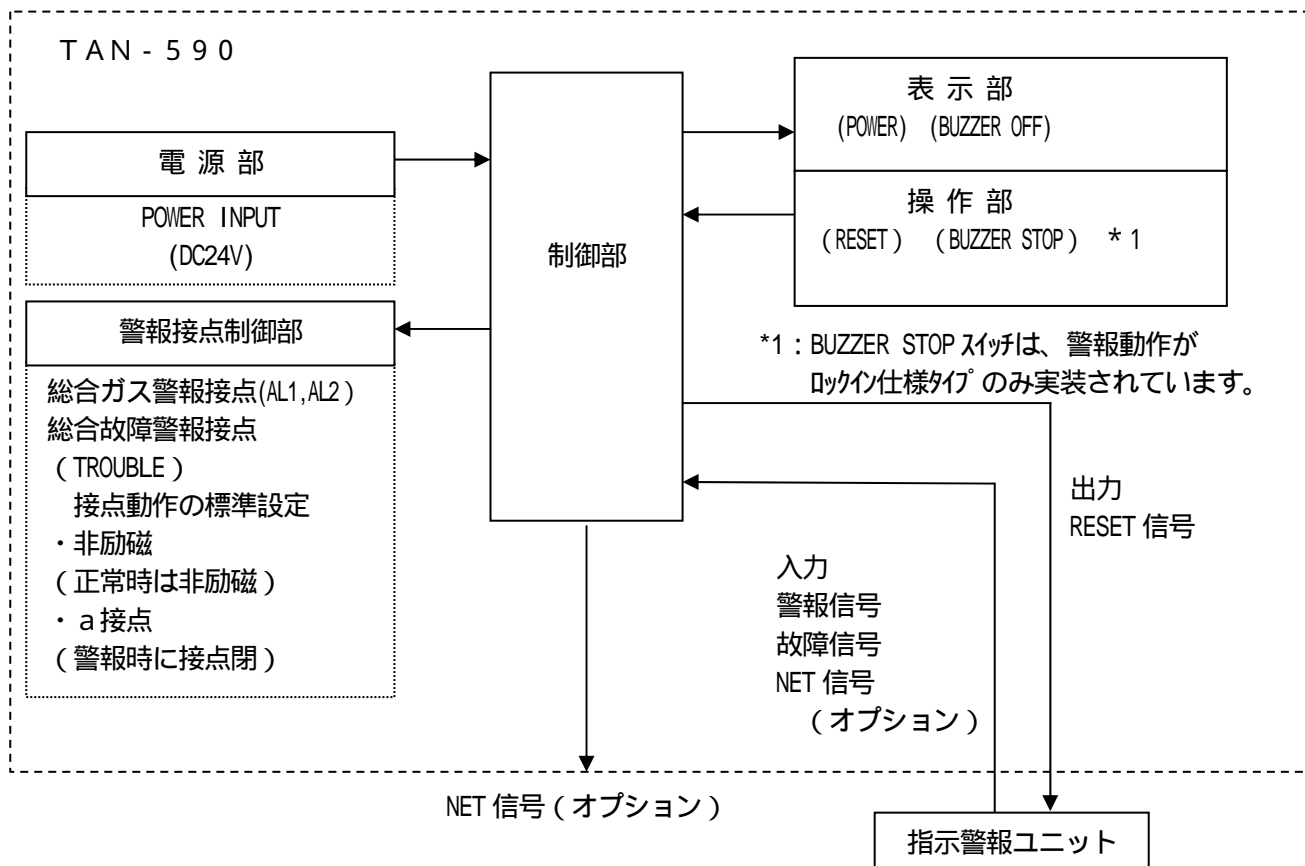 TAN-590
電源部
POWER INPUT
(DC24V)
警報接点制御部
総合ガス警報接点(AL1,AL2)
総合故障警報接点
(TROUBLE)
接点動作の標準設定
・非励磁
(正常時は非励磁)
・a接点
(警報時に接点閉)
制御部
表示部
(POWER) (BUZZER OFF)
操作部
(RESET) (BUZZER STOP) *1
*1:BUZZER STOP スイッチは、警報動作が
ロックイン仕様タイプのみ実装されています。
出力
RESET 信号
入力
警報信号
故障信号
NET 信号
(オプション)
NET 信号(オプション)
指示警報ユニット